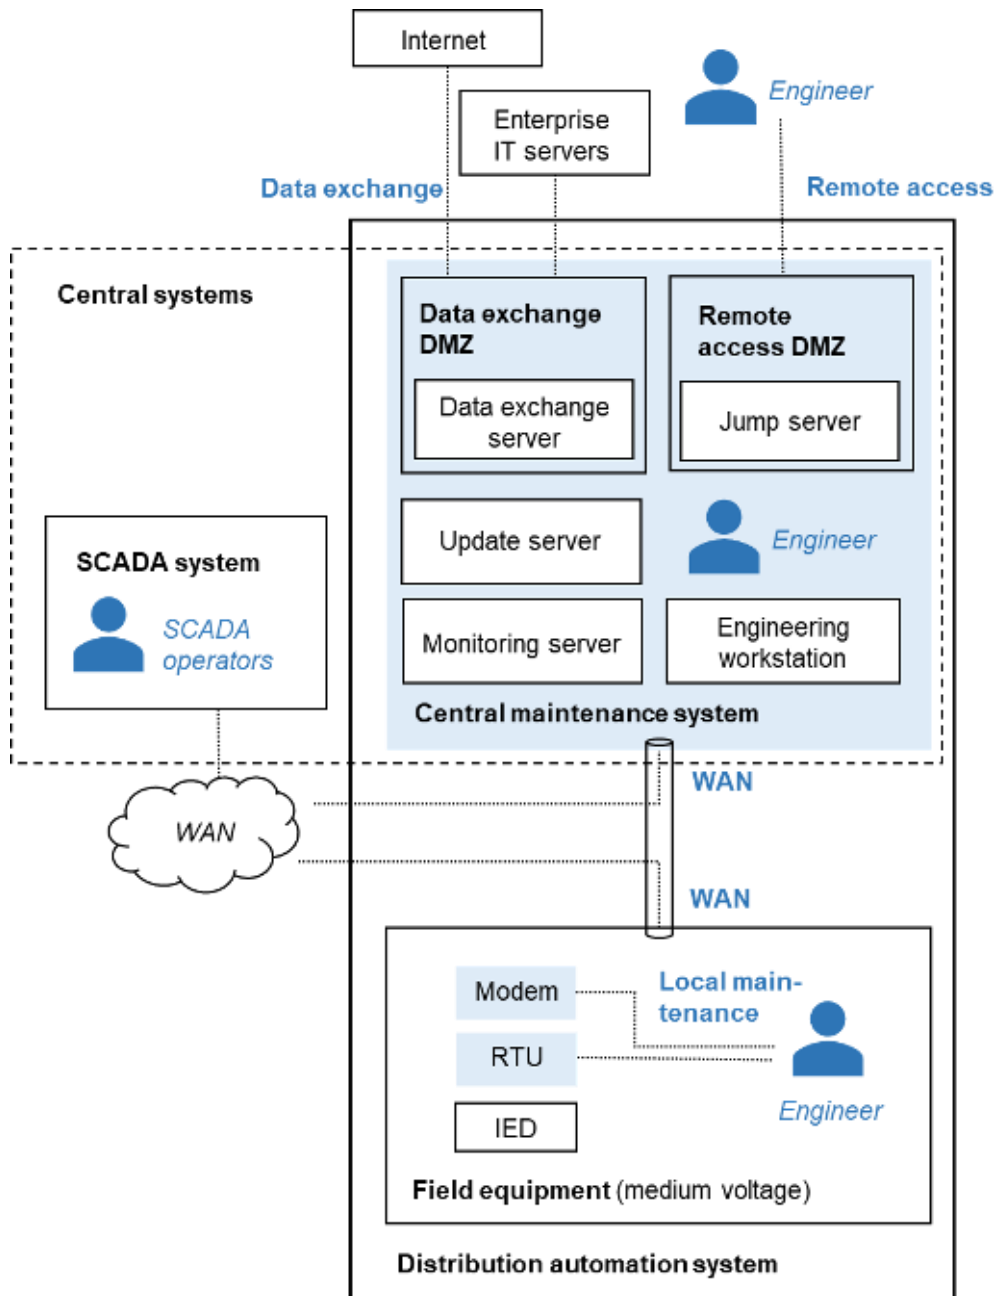 Internet
Enterprise
IT servers
Engineer
Data exchange
Remote access
Central systems
Data exchange
DMZ
Data exchange
server
Remote
access DMZ
Jump server
Update server
Engineer
SCADA system
SCADA
operators
Monitoring server
Engineering
workstation
Central maintenance system
WAN
WAN
WAN
Modem
RTU
IED
Local main-
tenance
Engineer
Field equipment (medium voltage)
Distribution automation system